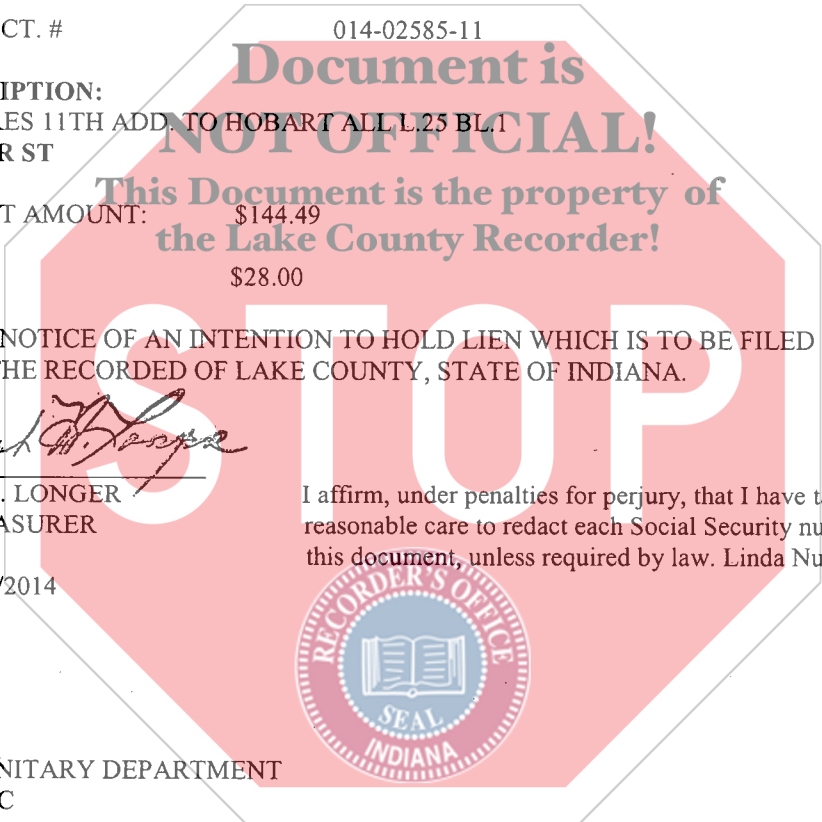 CT. # 014-02585-11
Document is
IPTION:
ES 11TH ADD. TO HOBART ALL L.25 BL.1
NOT OFFICIAL!
R ST
This Document is the property of
T AMOUNT: $144.49
the Lake County Recorder!
$28.00
NOTICE OF AN INTENTION TO HOLD LIEN WHICH IS TO BE FILED
HE RECORDED OF LAKE COUNTY, STATE OF INDIANA.
STOP
. LONGER
I affirm, under penalties for perjury, that I have t
ASURER
reasonable care to redact each Social Security nu
this document, unless required by law. Linda Nu
/2014
RECORDER'S OFFICE
SEAL
INDIANA
NITARY DEPARTMENT
C